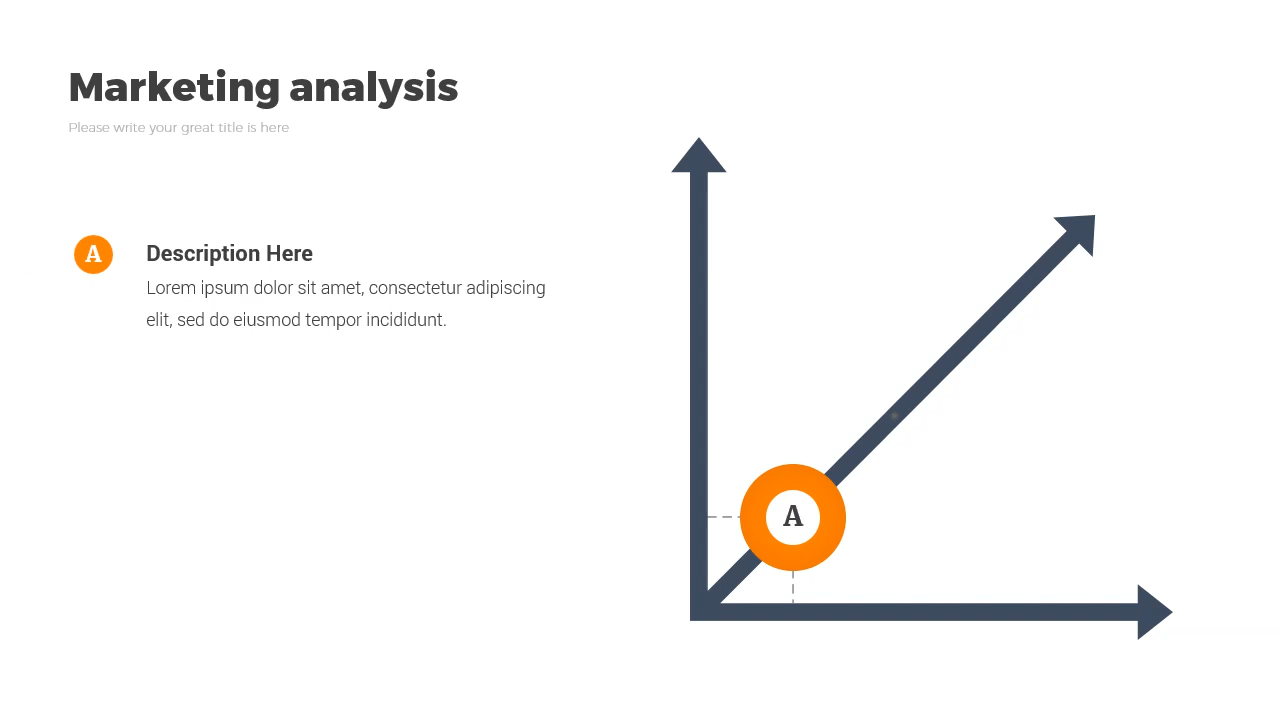 Marketing analysis
Please write your great title is here
A
Description Here
Lorem ipsum dolor sit amet, consectetur adipiscing
elit, sed do eiusmod tempor incididunt.
A